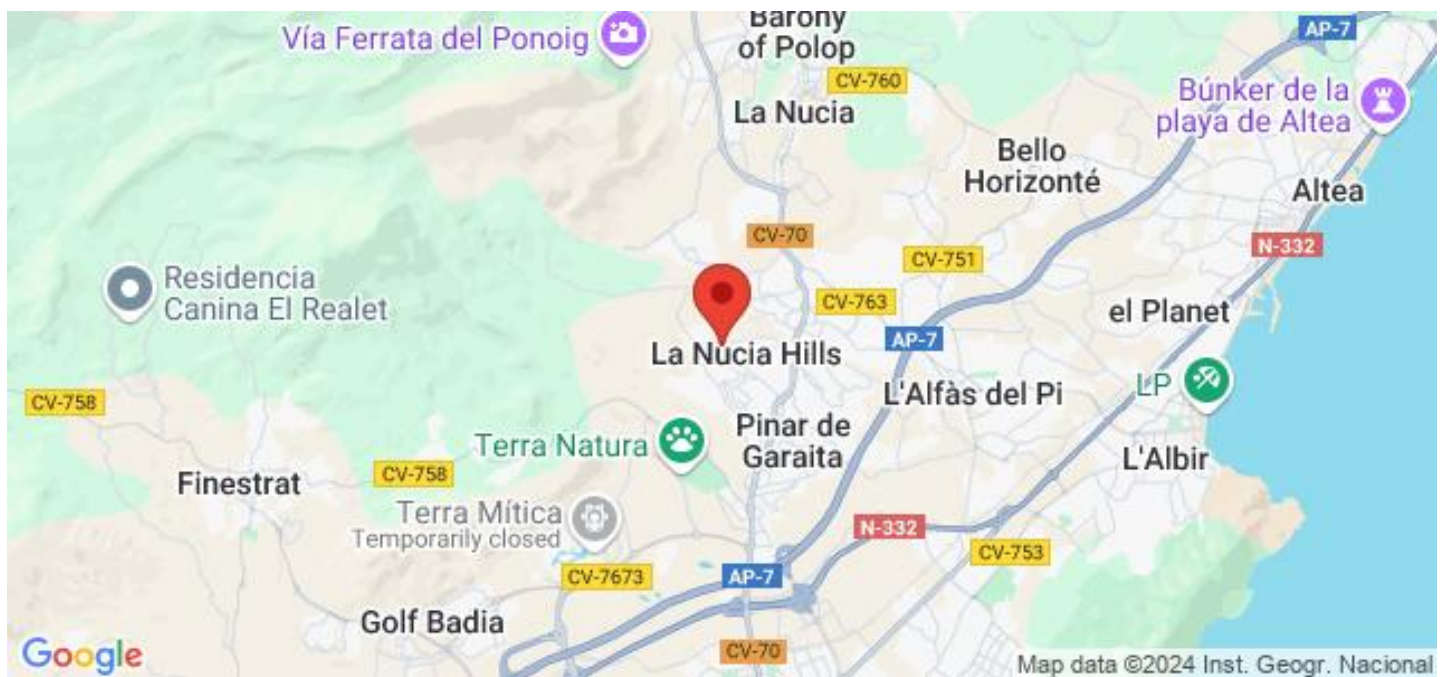 Vía Ferrata del Ponoig
Barony
of Polop
AP-7
CV-760
La Nucia
Búnker de la
playa de Altea
Bello
Horizonté
Altea
CV-70
N-332
CV-751
Residencia
Canina El Realet
CV-763
el Planet
AP-7
La Nucia Hills
L'Alfàs del Pi
LP
CV-758
Terra Natura
Pinar de
Garaita
L'Albir
Finestrat
CV-758
Terra Mítica
Temporarily closed
N-332
CV-753
CV-7673
AP-7
Golf Badia
CV-70
Google
Map data ©2024 Inst. Geogr. Nacional